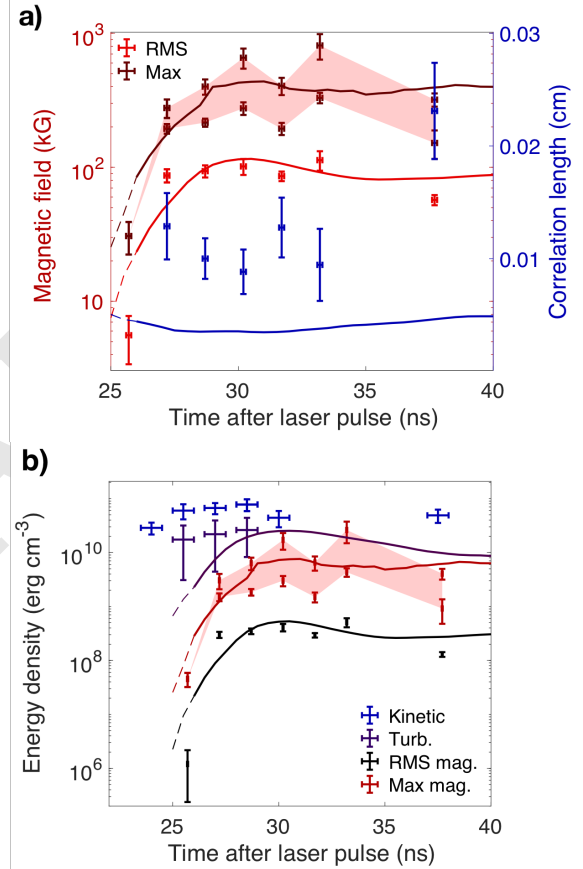 a)
10³
RMS
Max
10²
10
Magnetic field (kG)
0.03
0.02
0.01
Correlation length (cm)
25
30
35
40
Time after laser pulse (ns)
b)
10¹⁰
10⁸
10⁶
Energy density (erg cm⁻³)
Kinetic
Turb.
RMS mag.
Max mag.
25
30
35
40
Time after laser pulse (ns)